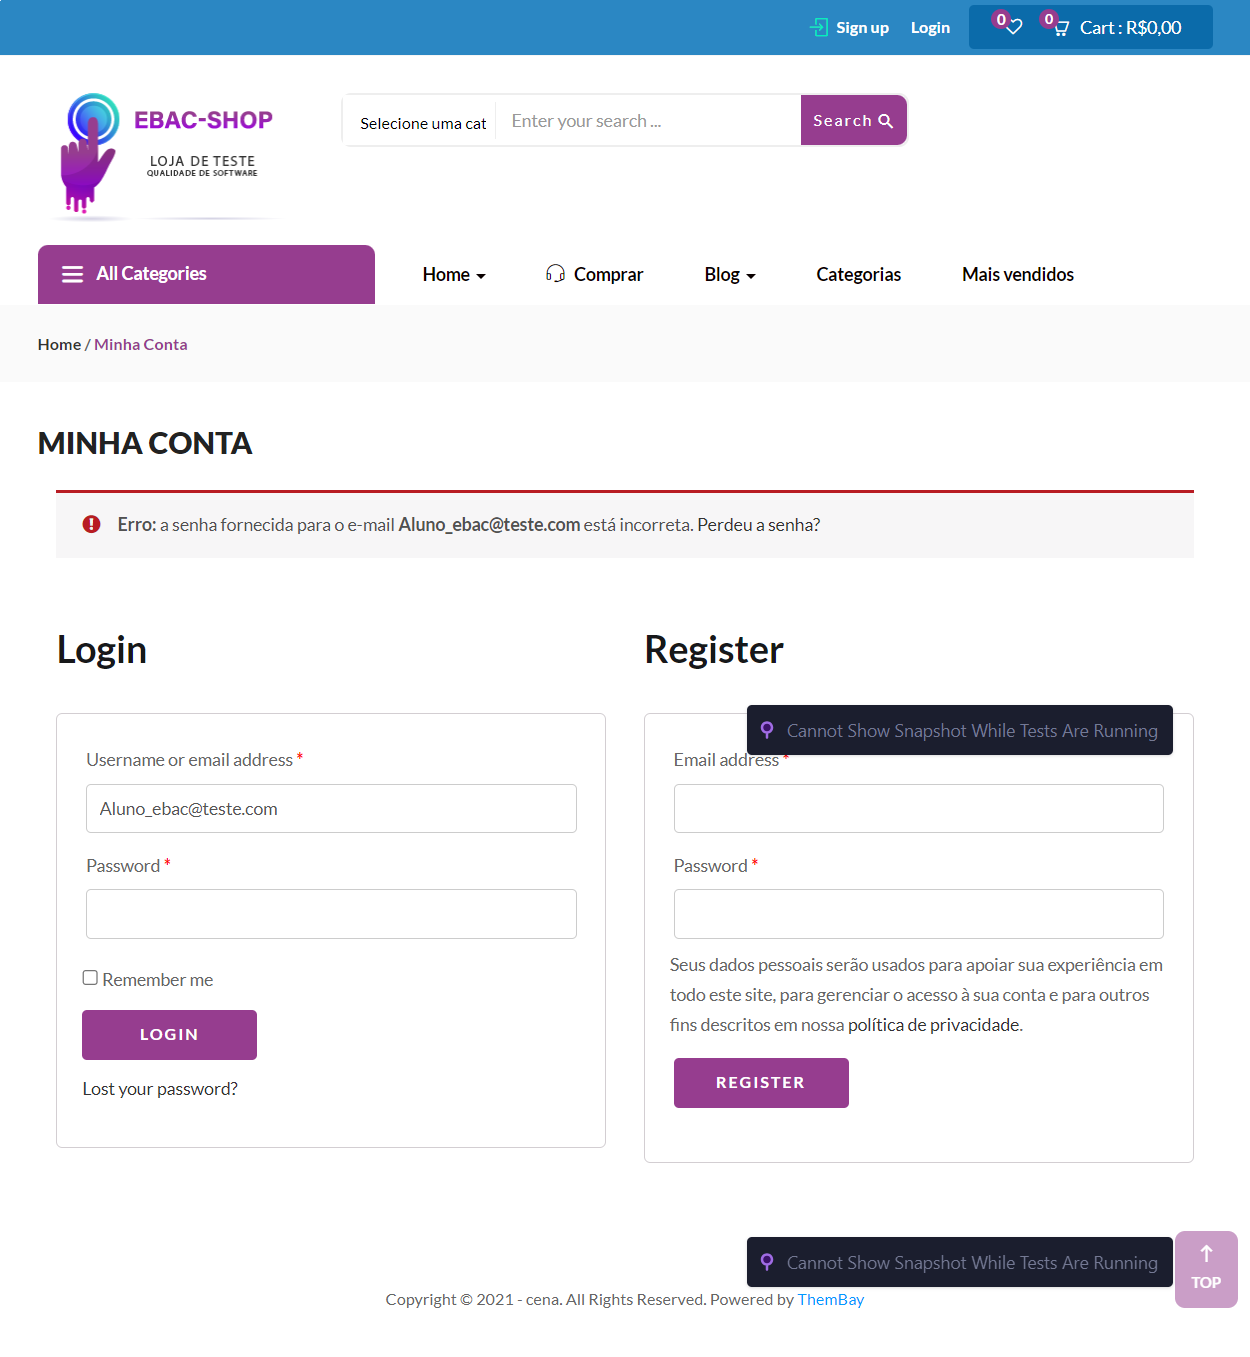 Sign up Login 0 0 Cart : R$0,00
EBAC-SHOP
LOJA DE TESTE
QUALIDADE DE SOFTWARE
Selecione uma cat Enter your search ... Search
All Categories Home Comprar Blog Categorias Mais vendidos
Home / Minha Conta
MINHA CONTA
Erro: a senha fornecida para o e-mail Aluno_ebac@teste.com está incorreta. Perdeu a senha?
Login
Username or email address *
Aluno_ebac@teste.com
Password *
Remember me
LOGIN
Lost your password?
Register
Cannot Show Snapshot While Tests Are Running
Email address *
Password *
Seus dados pessoais serão usados para apoiar sua experiência em
todo este site, para gerenciar o acesso à sua conta e para outros
fins descritos em nossa política de privacidade.
REGISTER
Cannot Show Snapshot While Tests Are Running
TOP
Copyright © 2021 - cena. All Rights Reserved. Powered by ThemBay